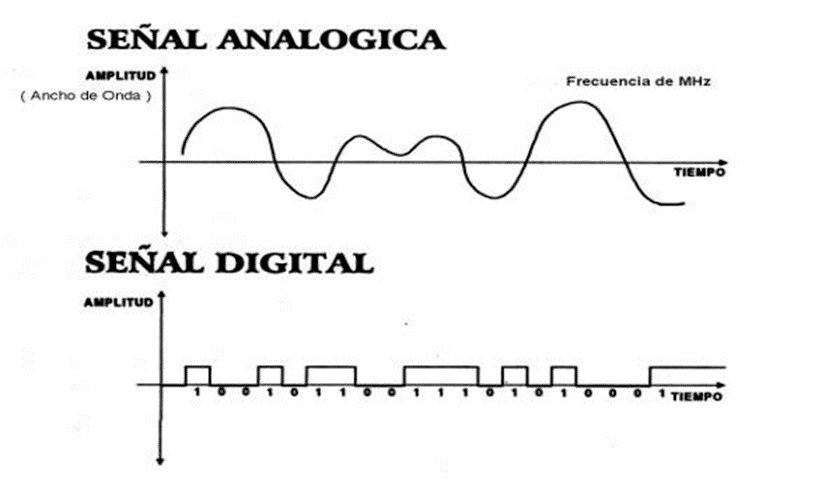 SEÑAL ANALOGICA
AMPLITUD
( Ancho de Onda )
Frecuencia de MHz
TIEMPO
SEÑAL DIGITAL
AMPLITUD
1 0 0 1 0 1 1 0 0 1 1 1 0 1 0 1 0 0 0 1 TIEMPO